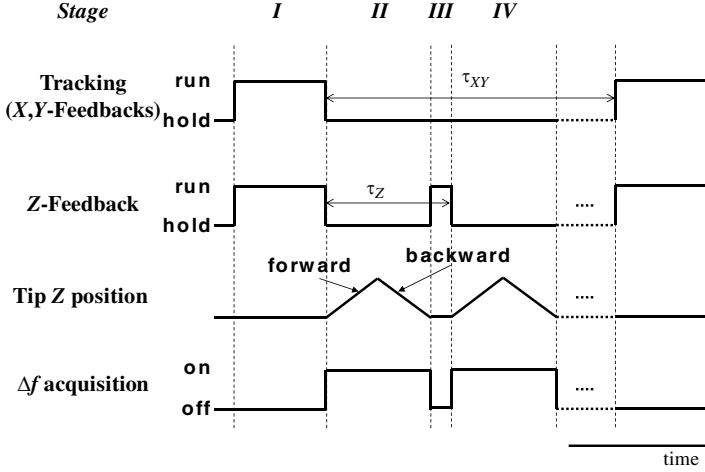 Stage I II III IV
Tracking
(X,Y-Feedbacks)
run
hold
τXY
Z-Feedback
run
hold
τZ
....
Tip Z position
forward
backward
....
Δf acquisition
on
off
....
time